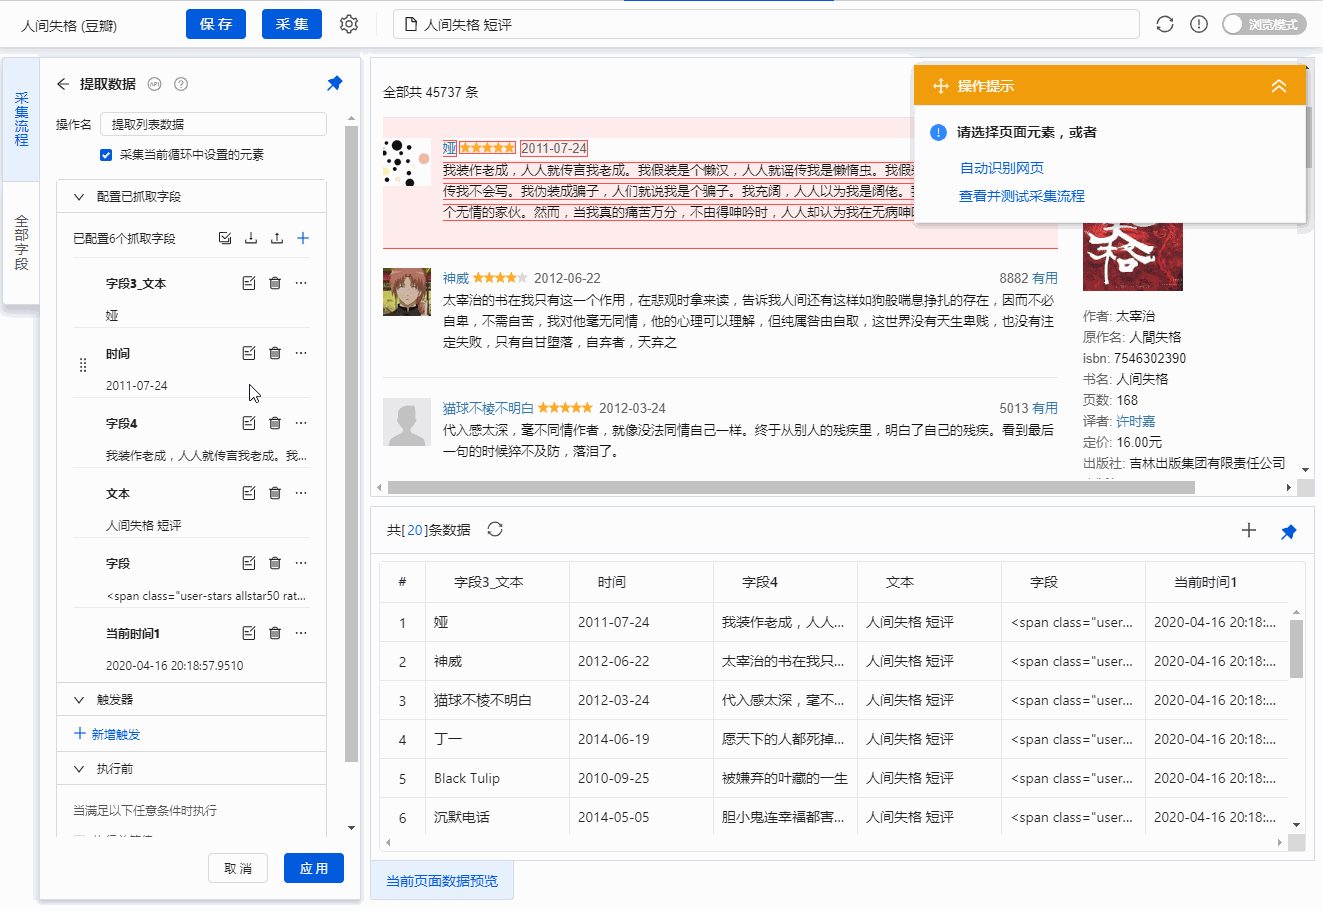 人间失格 (豆瓣)
保 存
采 集
人间失格 短评
浏览模式
采集流程
全部字段
提取数据
API
操作名
提取列表数据
采集当前循环中设置的元素
配置已抓取字段
已配置6个抓取字段
字段3_文本
娅
时间
2011-07-24
字段4
我装作老成，人人就传言我老成。我...
文本
人间失格 短评
字段
<span class="user-stars allstar50 rat...
当前时间1
2020-04-16 20:18:57.9510
触发器
新增触发
执行前
当满足以下任意条件时执行
取 消
应 用
全部共 45737 条
娅 2011-07-24
我装作老成，人人就传言我老成。我假装是个懒汉，人人就谣传我是懒惰虫。我假
传我不会写。我伪装成骗子，人们就说我是个骗子。我充阔，人人以为我是阔佬。
个无情的家伙。然而，当我真的痛苦万分，不由得呻吟时，人人却认为我在无病呻
操作提示
请选择页面元素，或者
自动识别网页
查看并测试采集流程
神威 2012-06-22 8882 有用
太宰治的书在我只有这一个作用，在悲观时拿来读，告诉我人间还有这样如狗般喘息挣扎的存在，因而不必
自卑，不需自苦，我对他毫无同情，他的心理可以理解，但纯属咎由自取，这世界没有天生卑贱，也没有注
定失败，只有自甘堕落，自弃者，天弃之
猫球不棱不明白 2012-03-24 5013 有用
代入感太深，毫不同情作者，就像没法同情自己一样。终于从别人的残疾里，明白了自己的残疾。看到最后
一句的时候猝不及防，落泪了。
作者: 太宰治
原作名: 人間失格
isbn: 7546302390
书名: 人间失格
页数: 168
译者: 许时嘉
定价: 16.00元
出版社: 吉林出版集团有限责任公司
共[20]条数据
# 字段3_文本 时间 字段4 文本 字段 当前时间1
1 娅 2011-07-24 我装作老成，人人... 人间失格 短评 <span class="user... 2020-04-16 20:18:...
2 神威 2012-06-22 太宰治的书在我只... 人间失格 短评 <span class="user... 2020-04-16 20:18:...
3 猫球不棱不明白 2012-03-24 代入感太深，毫不... 人间失格 短评 <span class="user... 2020-04-16 20:18:...
4 丁一 2014-06-19 愿天下的人都死掉... 人间失格 短评 <span class="user... 2020-04-16 20:18:...
5 Black Tulip 2010-09-25 被嫌弃的叶藏的一生 人间失格 短评 <span class="user... 2020-04-16 20:18:...
6 沉默电话 2014-05-05 胆小鬼连幸福都害... 人间失格 短评 <span class="user... 2020-04-16 20:18:...
当前页面数据预览